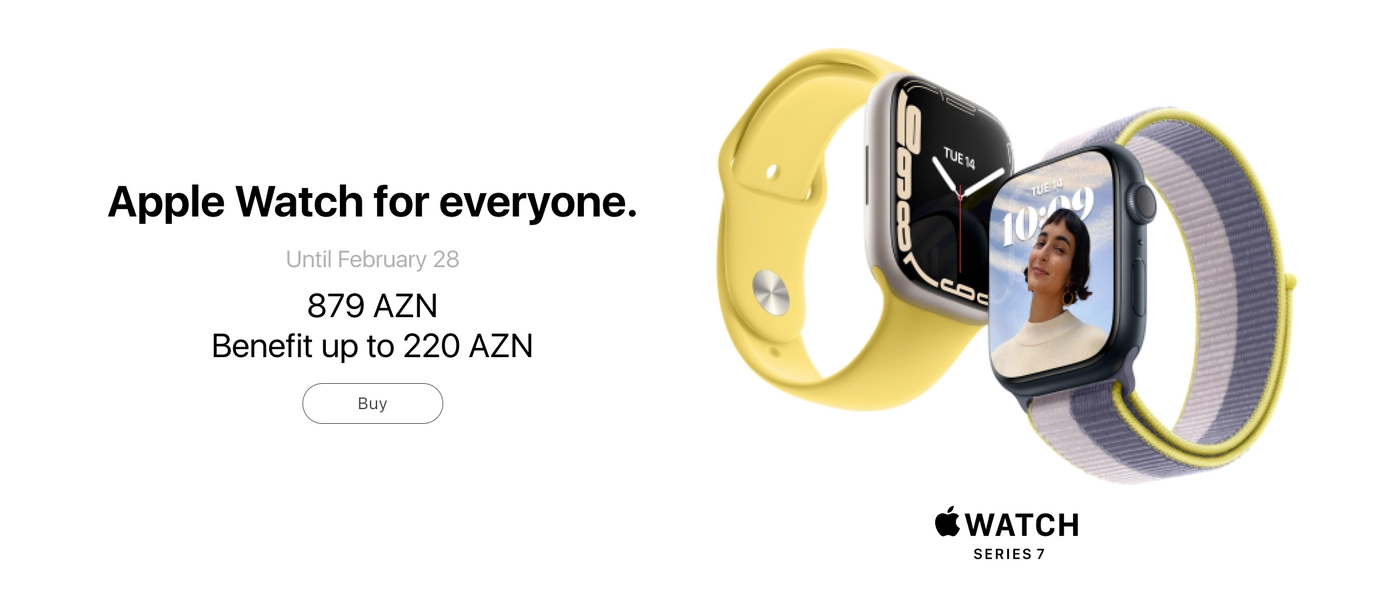 Apple Watch for everyone.
Until February 28
879 AZN
Benefit up to 220 AZN
Buy
TUE 14
TUE 14
10:09
WATCH
SERIES 7